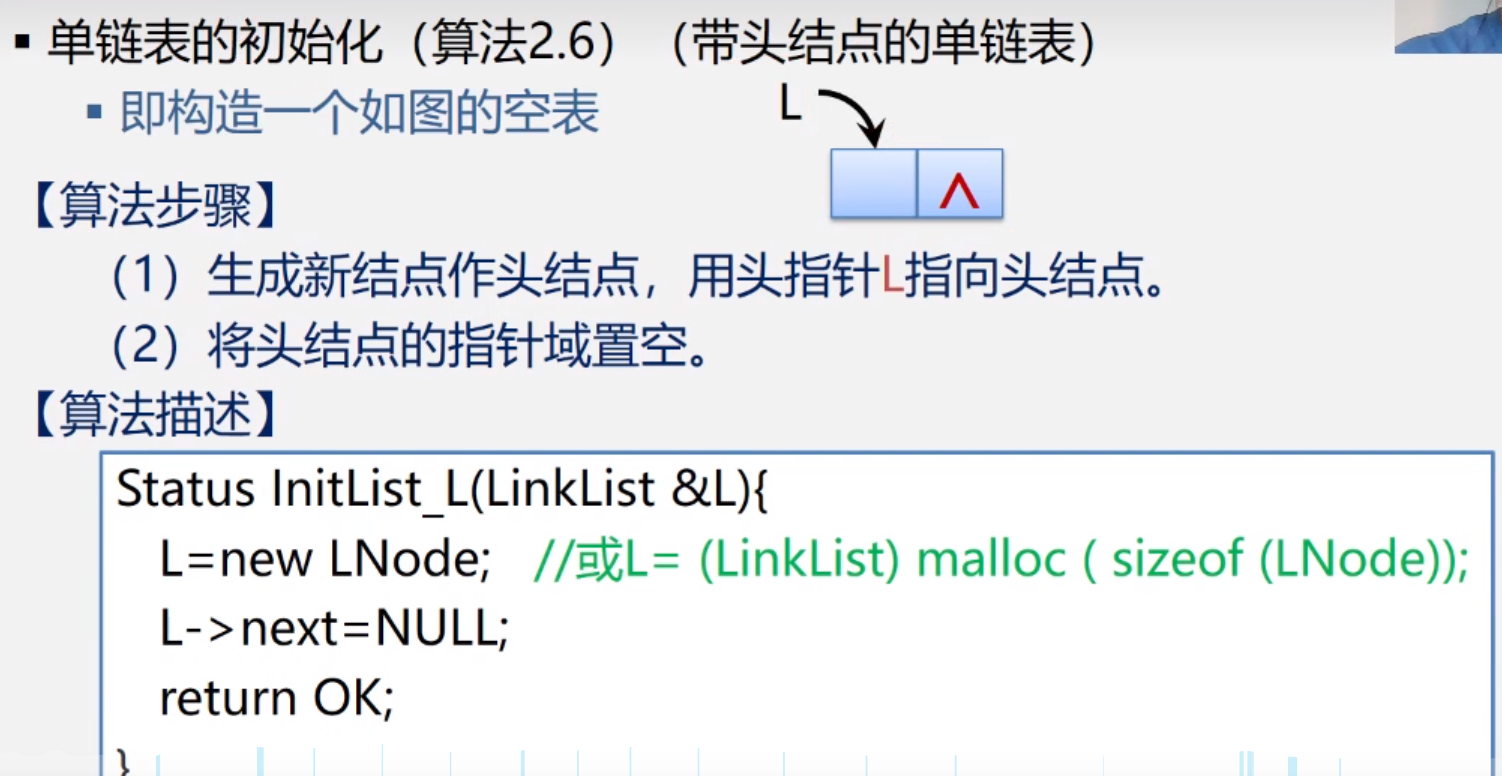 ▪ 单链表的初始化（算法2.6）（带头结点的单链表）
▪ 即构造一个如图的空表
L
∧
【算法步骤】
（1）生成新结点作头结点，用头指针L指向头结点。
（2）将头结点的指针域置空。
【算法描述】
Status InitList_L(LinkList &L){
L=new LNode; //或L= (LinkList) malloc ( sizeof (LNode));
L->next=NULL;
return OK;
}